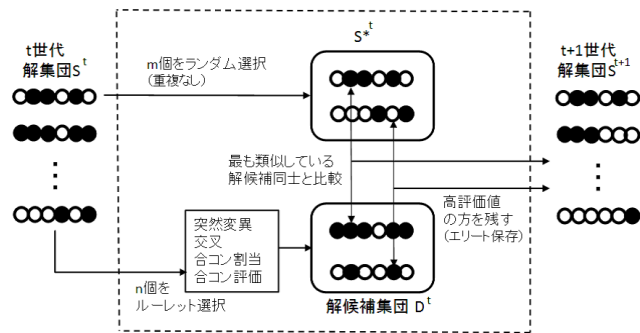 t世代
解集団S^t
m個をランダム選択
（重複なし）
S*^t
t+1世代
解集団S^t+1
最も類似している
解候補同士と比較
高評価値
の方を残す
（エリート保存）
突然変異
交叉
合コン割当
合コン評価
n個を
ルーレット選択
解候補集団 D^t